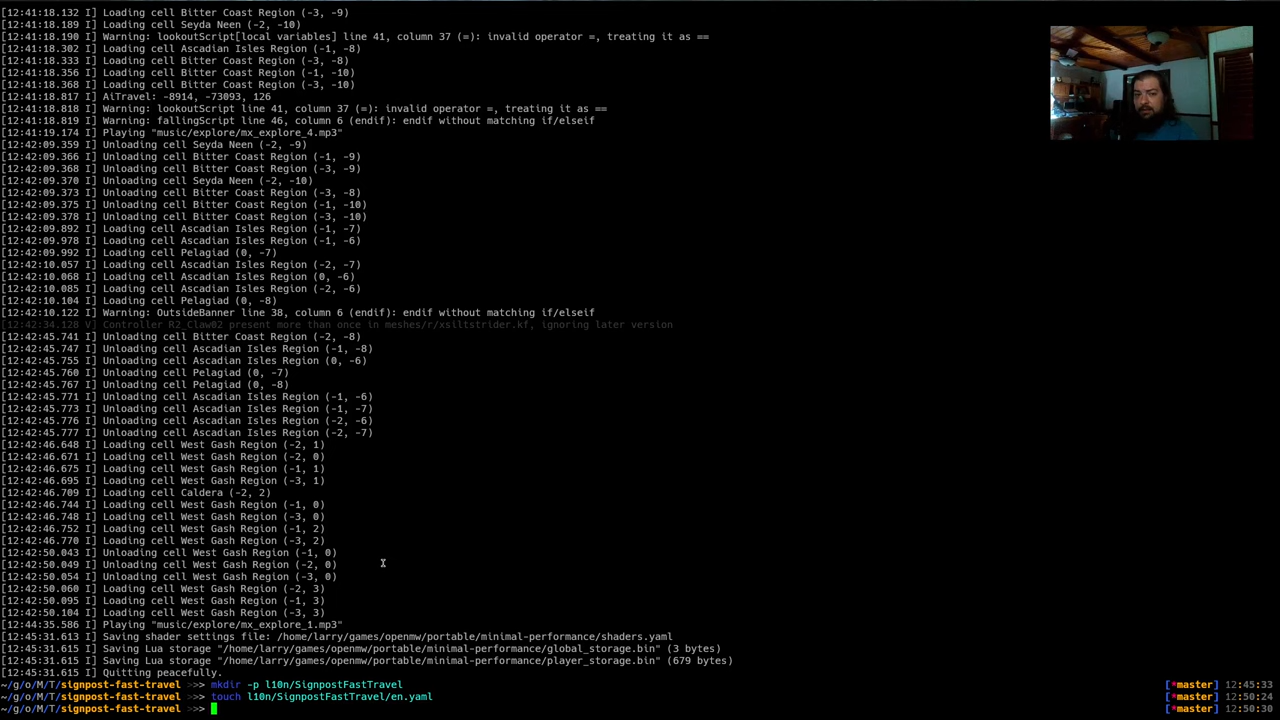 [12:41:18.132 I] Loading cell Bitter Coast Region (-3, -9)
[12:41:18.189 I] Loading cell Seyda Neen (-2, -10)
[12:41:18.190 I] Warning: lookoutScript[local variables] line 41, column 37 (=): invalid operator =, treating it as ==
[12:41:18.302 I] Loading cell Ascadian Isles Region (-1, -8)
[12:41:18.333 I] Loading cell Bitter Coast Region (-3, -8)
[12:41:18.356 I] Loading cell Bitter Coast Region (-1, -10)
[12:41:18.368 I] Loading cell Bitter Coast Region (-3, -10)
[12:41:18.817 I] AiTravel: -8914, -73093, 126
[12:41:18.818 I] Warning: lookoutScript line 41, column 37 (=): invalid operator =, treating it as ==
[12:41:18.819 I] Warning: fallingScript line 46, column 6 (endif): endif without matching if/elseif
[12:41:19.174 I] Playing "music/explore/mx_explore_4.mp3"
[12:42:09.359 I] Unloading cell Seyda Neen (-2, -9)
[12:42:09.366 I] Unloading cell Bitter Coast Region (-1, -9)
[12:42:09.368 I] Unloading cell Bitter Coast Region (-3, -9)
[12:42:09.370 I] Unloading cell Seyda Neen (-2, -10)
[12:42:09.373 I] Unloading cell Bitter Coast Region (-3, -8)
[12:42:09.375 I] Unloading cell Bitter Coast Region (-1, -10)
[12:42:09.378 I] Unloading cell Bitter Coast Region (-3, -10)
[12:42:09.892 I] Loading cell Ascadian Isles Region (-1, -7)
[12:42:09.978 I] Loading cell Ascadian Isles Region (-1, -6)
[12:42:09.992 I] Loading cell Pelagiad (0, -7)
[12:42:10.057 I] Loading cell Ascadian Isles Region (-2, -7)
[12:42:10.068 I] Loading cell Ascadian Isles Region (0, -6)
[12:42:10.085 I] Loading cell Ascadian Isles Region (-2, -6)
[12:42:10.104 I] Loading cell Pelagiad (0, -8)
[12:42:10.122 I] Warning: OutsideBanner line 38, column 6 (endif): endif without matching if/elseif
[12:42:34.128 V] Controller R2_Claw02 present more than once in meshes/r/xsiltstrider.kf, ignoring later version
[12:42:45.741 I] Unloading cell Bitter Coast Region (-2, -8)
[12:42:45.747 I] Unloading cell Ascadian Isles Region (-1, -8)
[12:42:45.755 I] Unloading cell Ascadian Isles Region (0, -6)
[12:42:45.760 I] Unloading cell Pelagiad (0, -7)
[12:42:45.767 I] Unloading cell Pelagiad (0, -8)
[12:42:45.771 I] Unloading cell Ascadian Isles Region (-1, -6)
[12:42:45.773 I] Unloading cell Ascadian Isles Region (-1, -7)
[12:42:45.776 I] Unloading cell Ascadian Isles Region (-2, -6)
[12:42:45.777 I] Unloading cell Ascadian Isles Region (-2, -7)
[12:42:46.648 I] Loading cell West Gash Region (-2, 1)
[12:42:46.671 I] Loading cell West Gash Region (-2, 0)
[12:42:46.675 I] Loading cell West Gash Region (-1, 1)
[12:42:46.695 I] Loading cell West Gash Region (-3, 1)
[12:42:46.709 I] Loading cell Caldera (-2, 2)
[12:42:46.744 I] Loading cell West Gash Region (-1, 0)
[12:42:46.748 I] Loading cell West Gash Region (-3, 0)
[12:42:46.752 I] Loading cell West Gash Region (-1, 2)
[12:42:46.770 I] Loading cell West Gash Region (-3, 2)
[12:42:50.043 I] Unloading cell West Gash Region (-1, 0)
[12:42:50.049 I] Unloading cell West Gash Region (-2, 0)
[12:42:50.054 I] Unloading cell West Gash Region (-3, 0)
[12:42:50.060 I] Loading cell West Gash Region (-2, 3)
[12:42:50.095 I] Loading cell West Gash Region (-1, 3)
[12:42:50.104 I] Loading cell West Gash Region (-3, 3)
[12:44:35.586 I] Playing "music/explore/mx_explore_1.mp3"
[12:45:31.613 I] Saving shader settings file: /home/larry/games/openmw/portable/minimal-performance/shaders.yaml
[12:45:31.615 I] Saving Lua storage "/home/larry/games/openmw/portable/minimal-performance/global_storage.bin" (3 bytes)
[12:45:31.615 I] Saving Lua storage "/home/larry/games/openmw/portable/minimal-performance/player_storage.bin" (679 bytes)
[12:45:31.615 I] Quitting peacefully.
~/g/o/M/T/signpost-fast-travel >>> mkdir -p l10n/SignpostFastTravel [*master] 12:45:33
~/g/o/M/T/signpost-fast-travel >>> touch l10n/SignpostFastTravel/en.yaml [*master] 12:50:24
~/g/o/M/T/signpost-fast-travel >>> [*master] 12:50:30